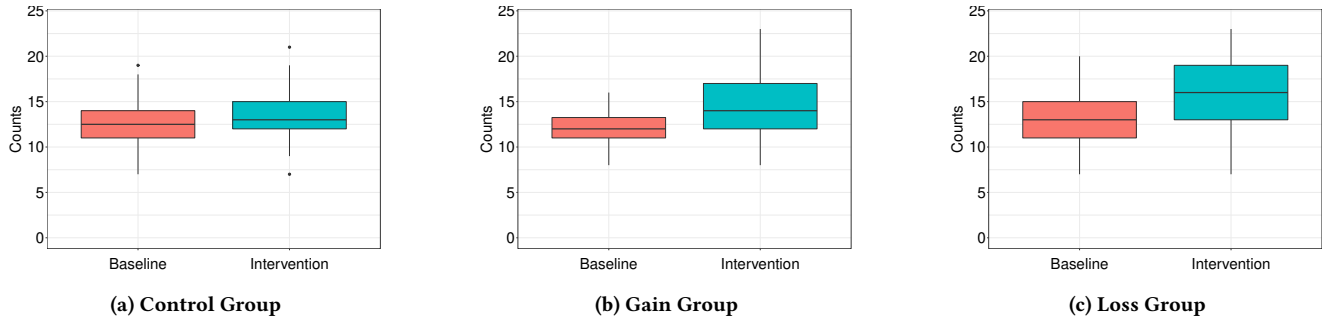 25
20
15
10
5
0
Counts
Baseline
Intervention
(a) Control Group
25
20
15
10
5
0
Counts
Baseline
Intervention
(b) Gain Group
25
20
15
10
5
0
Counts
Baseline
Intervention
(c) Loss Group